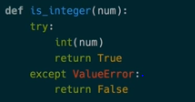 def is_integer(num):
    try:
        int(num)
        return True
    except ValueError:
        return False